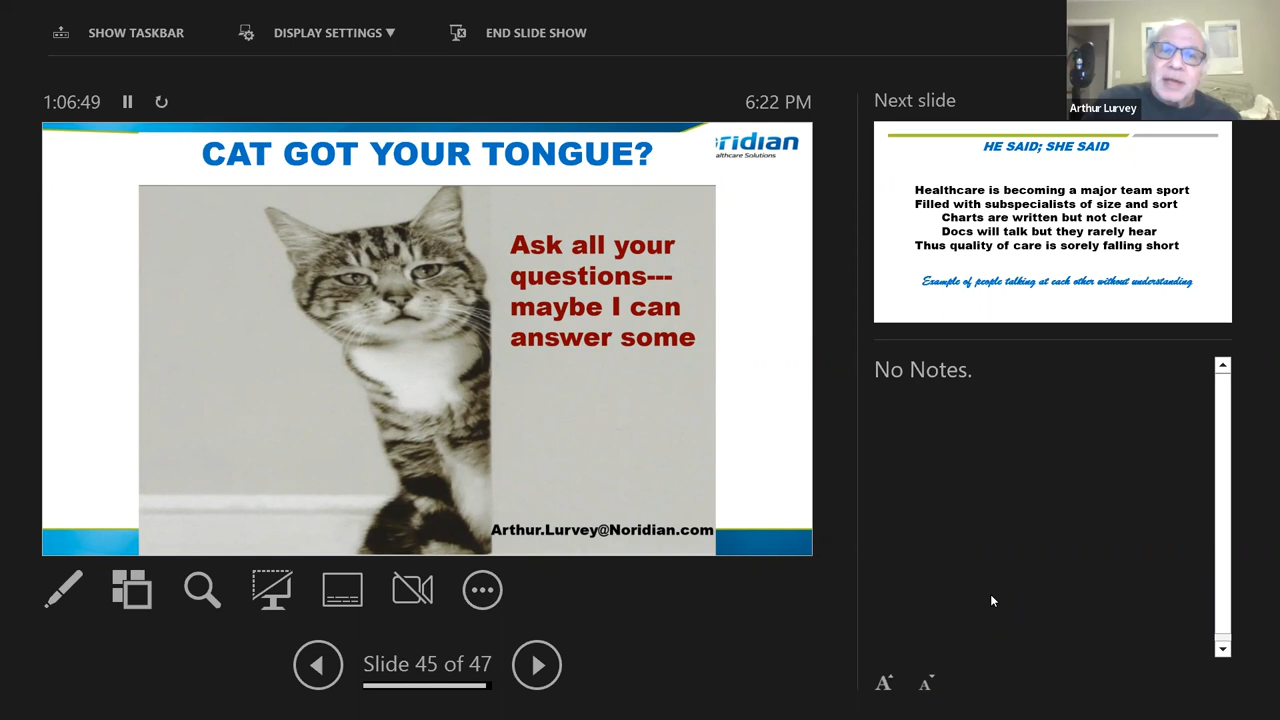 SHOW TASKBAR
DISPLAY SETTINGS ▼
END SLIDE SHOW
Arthur Lurvey
1:06:49
6:22 PM
Next slide
CAT GOT YOUR TONGUE?
ridian
althcare Solutions
Ask all your
questions---
maybe I can
answer some
Arthur.Lurvey@Noridian.com
HE SAID; SHE SAID
Healthcare is becoming a major team sport
Filled with subspecialists of size and sort
Charts are written but not clear
Docs will talk but they rarely hear
Thus quality of care is sorely falling short
Example of people talking at each other without understanding
No Notes.
Slide 45 of 47
A
A